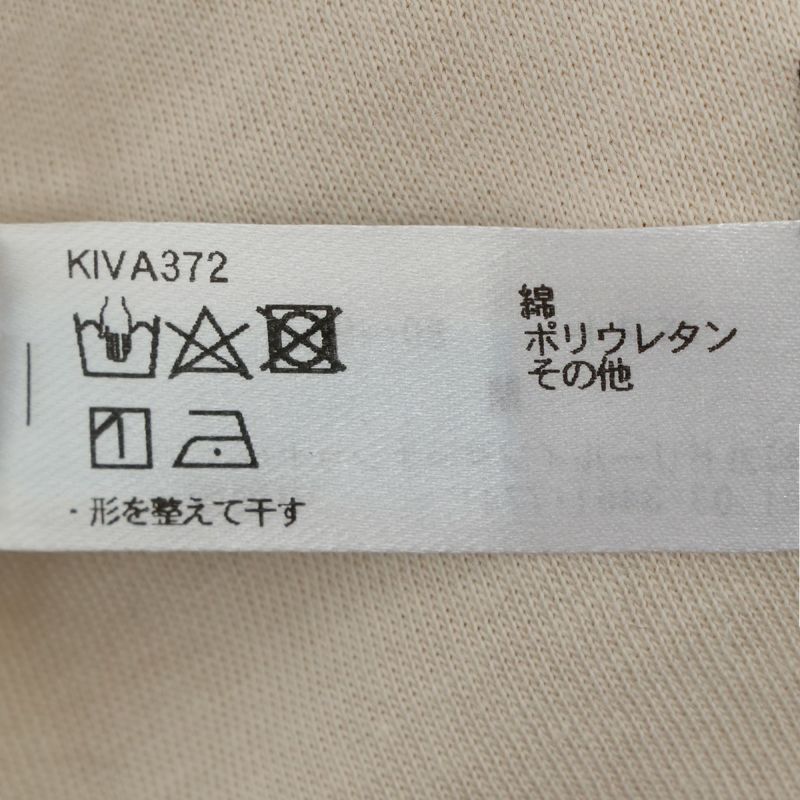 KIVA372
・形を整えて干す
綿
ポリウレタン
その他